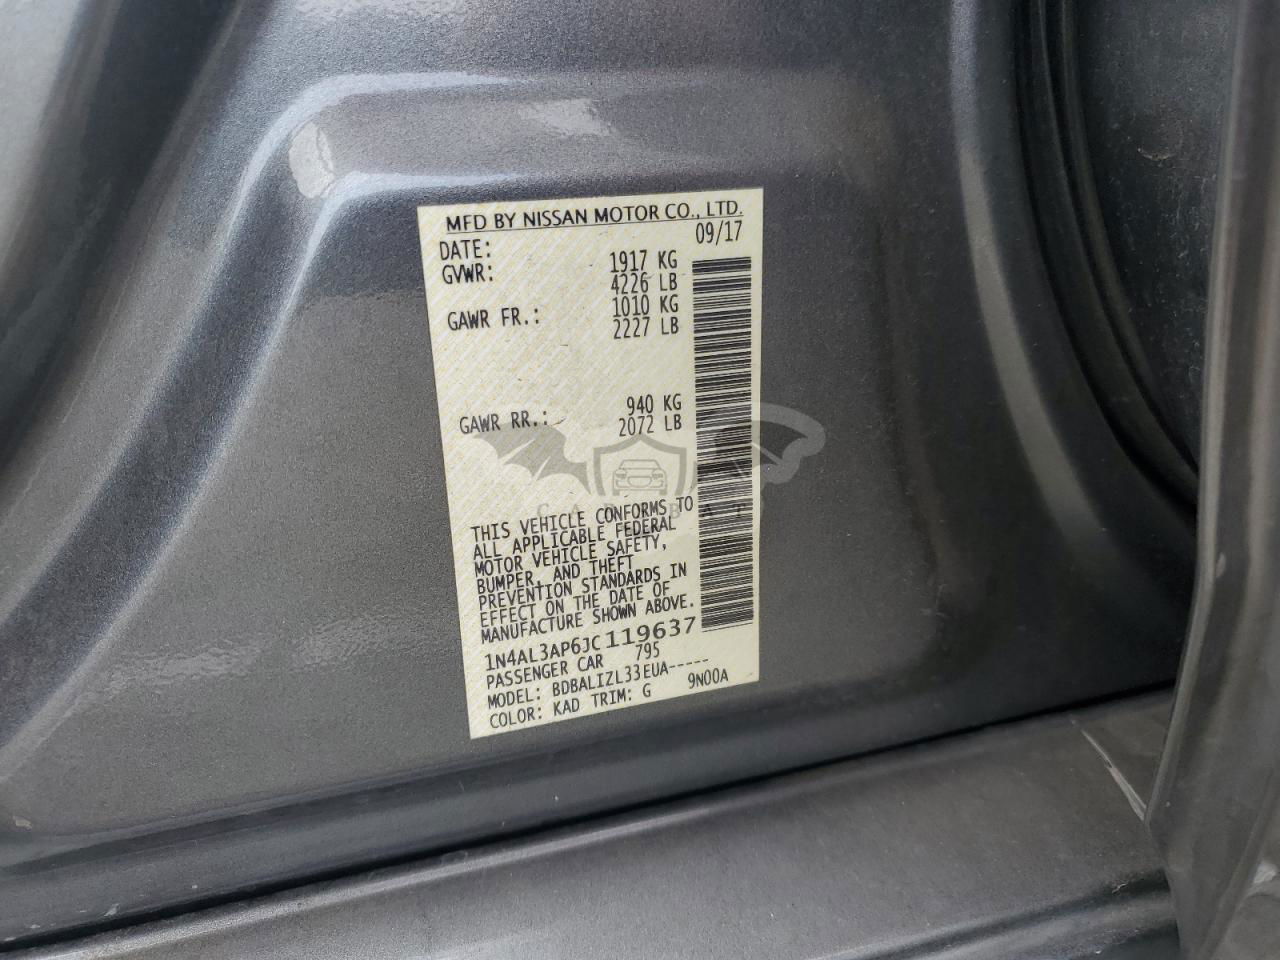 MFD BY NISSAN MOTOR CO., LTD.
DATE: 09/17
GVWR: 1917 KG
4226 LB
GAWR FR.: 1010 KG
2227 LB
GAWR RR.: 940 KG
2072 LB
THIS VEHICLE CONFORMS TO
ALL APPLICABLE FEDERAL
MOTOR VEHICLE SAFETY,
BUMPER, AND THEFT
PREVENTION STANDARDS IN
EFFECT ON THE DATE OF
MANUFACTURE SHOWN ABOVE.
1N4AL3AP6JC119637
PASSENGER CAR 795
MODEL: BDBALIZL33EUA-----
COLOR: KAD TRIM: G 9N00A